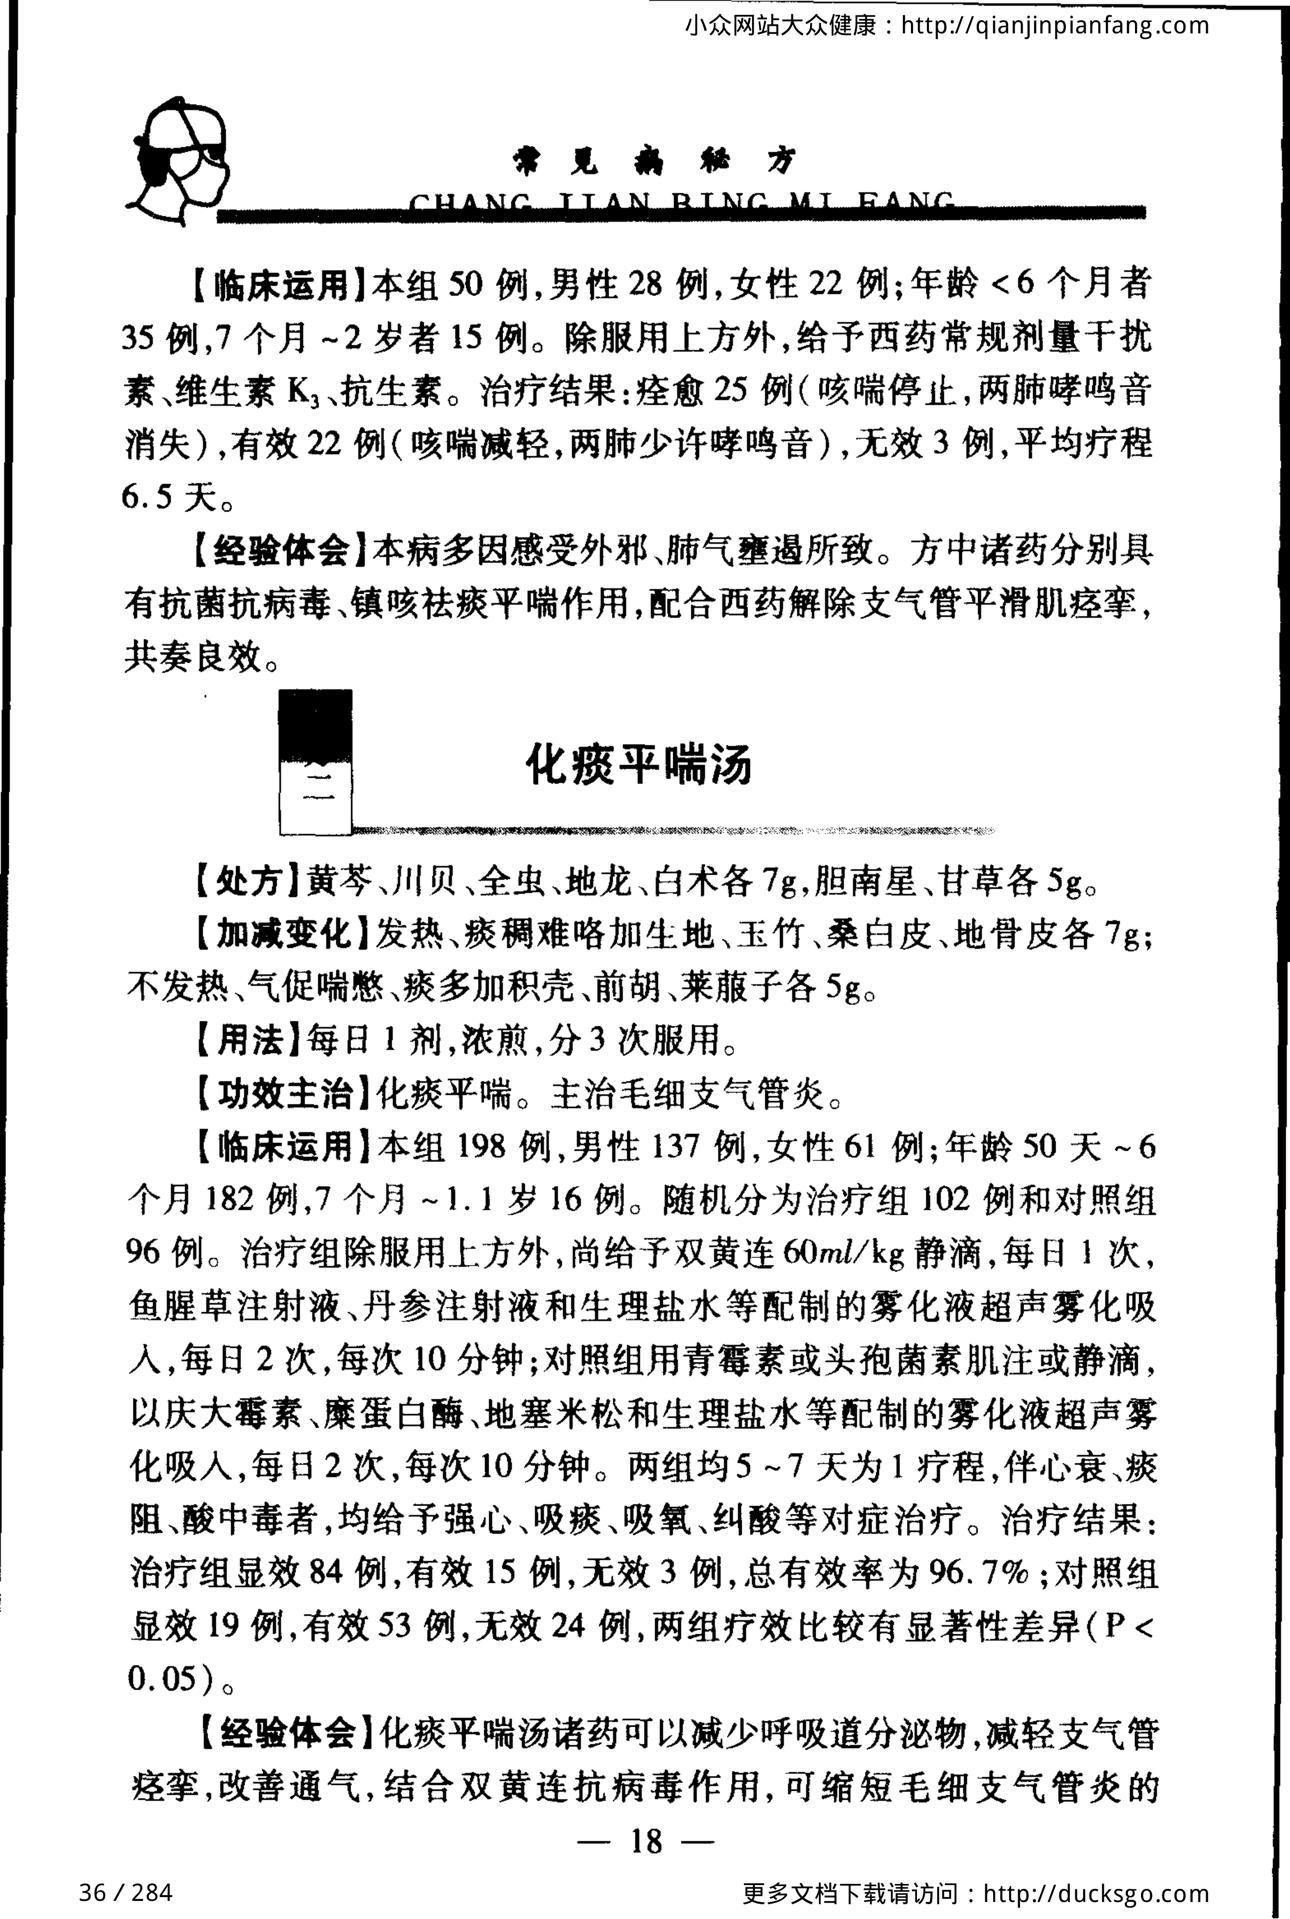 小众网站大众健康：http://qianjinpianfang.com
常见病秘方
CHANG JIAN BING MI FANG
【临床运用】本组 50 例,男性 28 例,女性 22 例;年龄 <6 个月者
35 例,7 个月 ~2 岁者 15 例。除服用上方外,给予西药常规剂量干扰
素、维生素 K₃、抗生素。治疗结果:痊愈 25 例(咳喘停止,两肺哮鸣音
消失),有效 22 例(咳喘减轻,两肺少许哮鸣音),无效 3 例,平均疗程
6.5 天。
【经验体会】本病多因感受外邪、肺气壅遏所致。方中诸药分别具
有抗菌抗病毒、镇咳祛痰平喘作用,配合西药解除支气管平滑肌痉挛,
共奏良效。
二
化痰平喘汤
【处方】黄芩、川贝、全虫、地龙、白术各 7g,胆南星、甘草各 5g。
【加减变化】发热、痰稠难咯加生地、玉竹、桑白皮、地骨皮各 7g;
不发热、气促喘憋、痰多加积壳、前胡、莱菔子各 5g。
【用法】每日 1 剂,浓煎,分 3 次服用。
【功效主治】化痰平喘。主治毛细支气管炎。
【临床运用】本组 198 例,男性 137 例,女性 61 例;年龄 50 天 ~6
个月 182 例,7 个月 ~1.1 岁 16 例。随机分为治疗组 102 例和对照组
96 例。治疗组除服用上方外,尚给予双黄连 60ml/kg 静滴,每日 1 次,
鱼腥草注射液、丹参注射液和生理盐水等配制的雾化液超声雾化吸
入,每日 2 次,每次 10 分钟;对照组用青霉素或头孢菌素肌注或静滴,
以庆大霉素、糜蛋白酶、地塞米松和生理盐水等配制的雾化液超声雾
化吸入,每日 2 次,每次 10 分钟。两组均 5 ~7 天为 1 疗程,伴心衰、痰
阻、酸中毒者,均给予强心、吸痰、吸氧、纠酸等对症治疗。治疗结果:
治疗组显效 84 例,有效 15 例,无效 3 例,总有效率为 96.7%;对照组
显效 19 例,有效 53 例,无效 24 例,两组疗效比较有显著性差异(P <
0.05)。
【经验体会】化痰平喘汤诸药可以减少呼吸道分泌物,减轻支气管
痉挛,改善通气,结合双黄连抗病毒作用,可缩短毛细支气管炎的
— 18 —
36 / 284
更多文档下载请访问：http://ducksgo.com